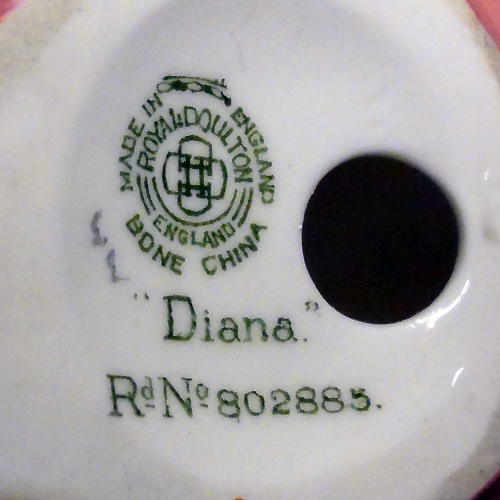 MADE IN ENGLAND
ROYAL DOULTON
ENGLAND
BONE CHINA
"Diana."
Rd No 802885.